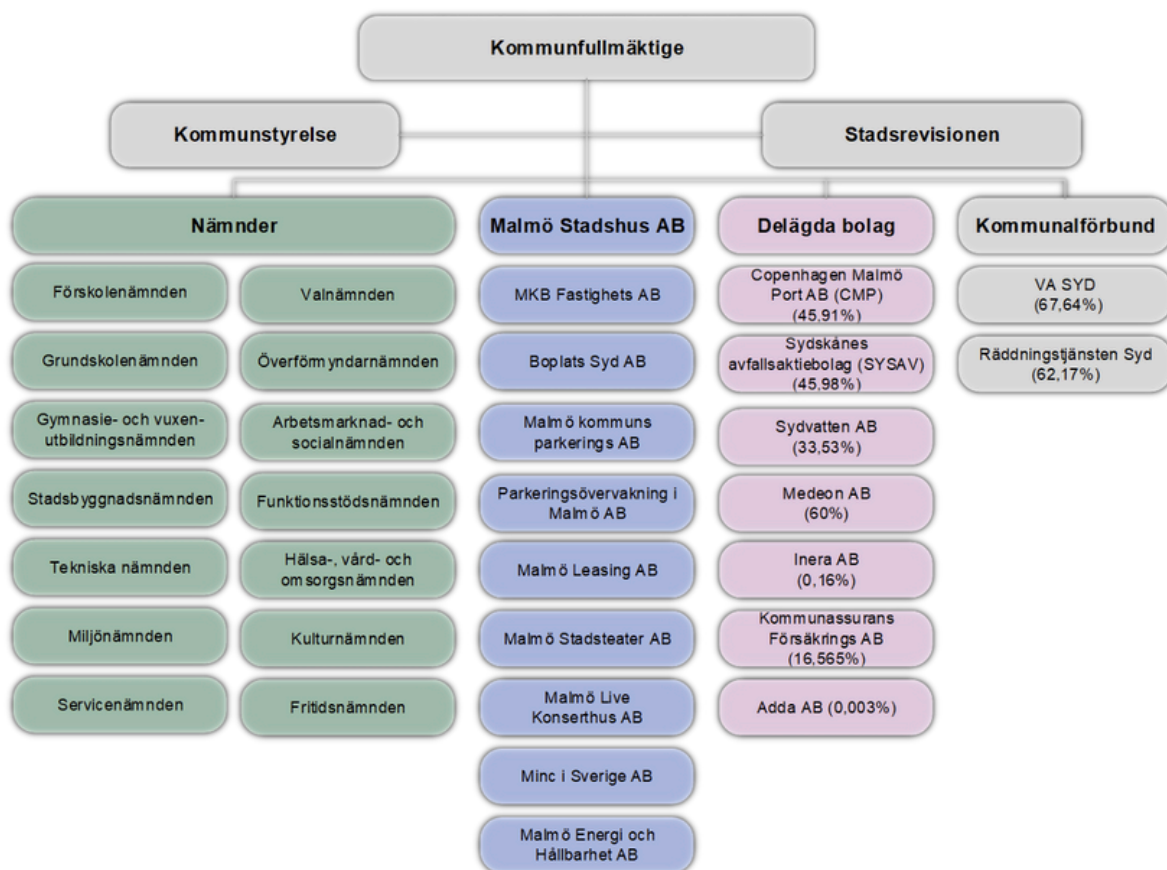 Kommunfullmäktige
Kommunstyrelse
Stadsrevisionen
Nämnder
Förskolenämnden
Valnämnden
Grundskolenämnden
Överförmyndarnämnden
Gymnasie- och vuxen-
utbildningsnämnden
Arbetsmarknad- och
socialnämnden
Stadsbyggnadsnämnden
Funktionsstödsnämnden
Tekniska nämnden
Hälsa-, vård- och
omsorgsnämnden
Miljönämnden
Kulturnämnden
Servicenämnden
Fritidsnämnden
Malmö Stadshus AB
MKB Fastighets AB
Boplats Syd AB
Malmö kommuns
parkerings AB
Parkeringsövervakning i
Malmö AB
Malmö Leasing AB
Malmö Stadsteater AB
Malmö Live
Konserthus AB
Minc i Sverige AB
Malmö Energi och
Hållbarhet AB
Delägda bolag
Copenhagen Malmö
Port AB (CMP)
(45,91%)
Sydskånes
avfallsaktiebolag (SYSAV)
(45,98%)
Sydvatten AB
(33,53%)
Medeon AB
(60%)
Inera AB
(0,16%)
Kommunassurans
Försäkrings AB
(16,565%)
Adda AB (0,003%)
Kommunalförbund
VA SYD
(67,64%)
Räddningstjänsten Syd
(62,17%)